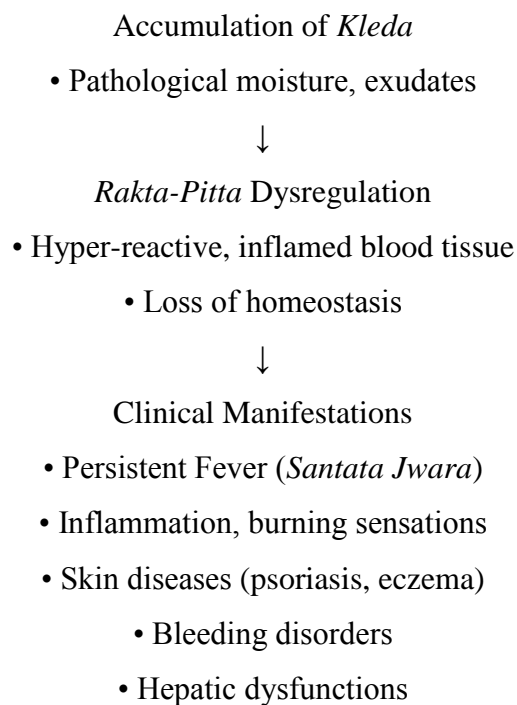 Accumulation of Kleda
• Pathological moisture, exudates
↓
Rakta-Pitta Dysregulation
• Hyper-reactive, inflamed blood tissue
• Loss of homeostasis
↓
Clinical Manifestations
• Persistent Fever (Santata Jwara)
• Inflammation, burning sensations
• Skin diseases (psoriasis, eczema)
• Bleeding disorders
• Hepatic dysfunctions